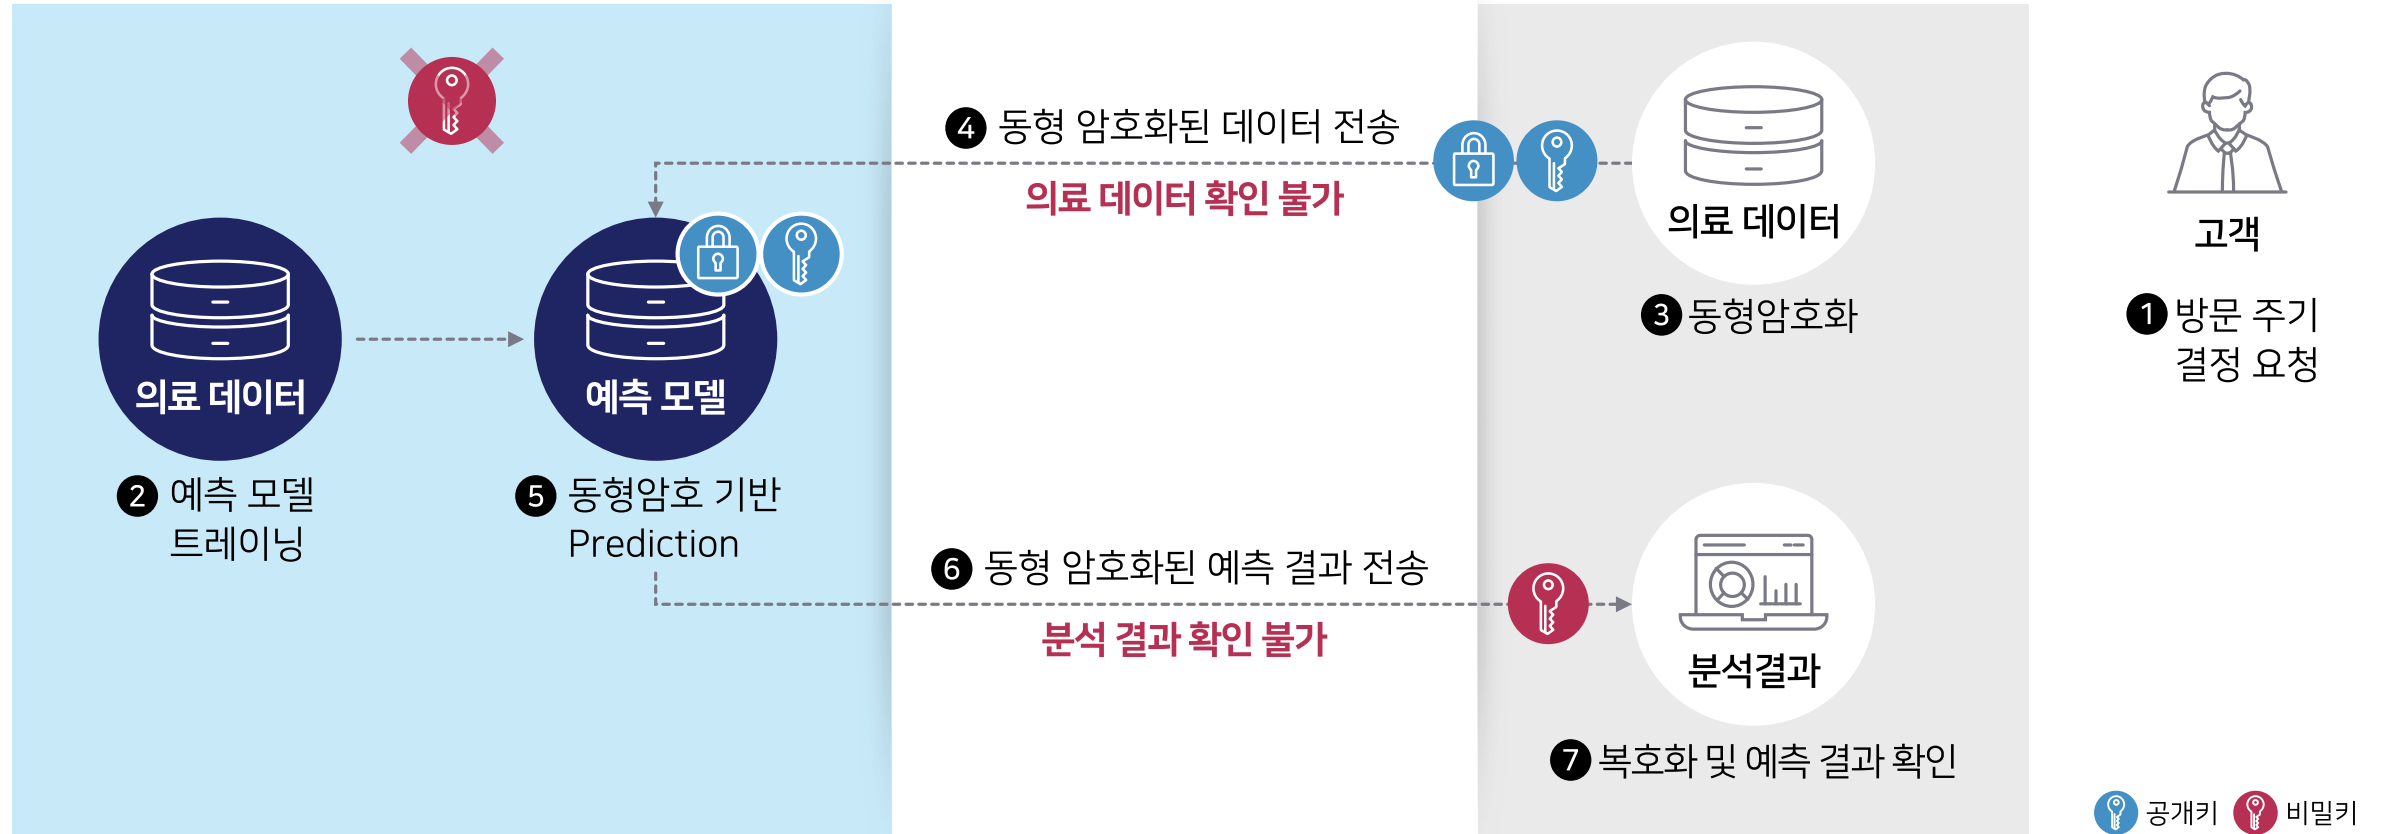 4 동형 암호화된 데이터 전송
의료 데이터 확인 불가
의료 데이터
3 동형암호화
고객
1 방문 주기
결정 요청
의료 데이터
예측 모델
2 예측 모델
트레이닝
5 동형암호 기반
Prediction
6 동형 암호화된 예측 결과 전송
분석 결과 확인 불가
분석결과
7 복호화 및 예측 결과 확인
공개키
비밀키